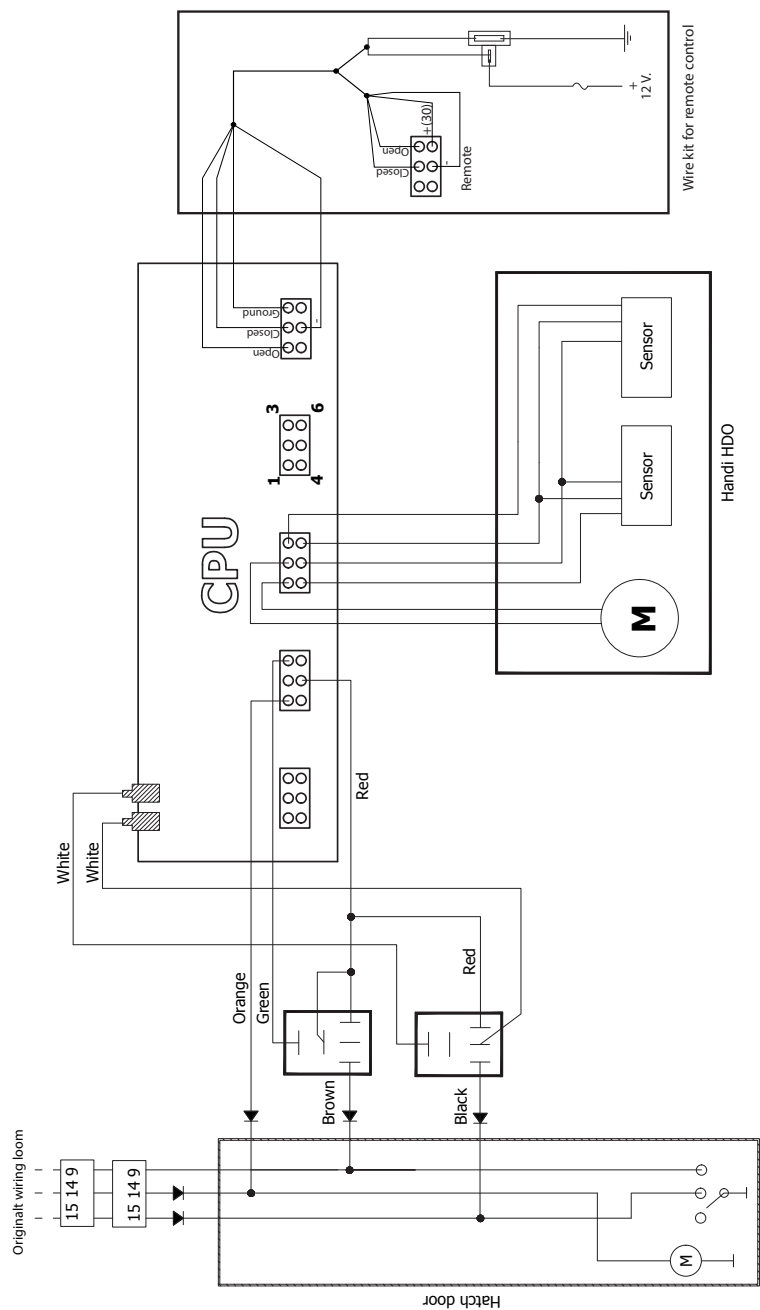 Wire kit for remote control
+
12 V.
Open
+(30)
Closed
-
Remote
Ground
Closed
Open
-
3
6
1
4
CPU
Sensor
Sensor
M
Handi HDO
Red
White
White
Orange
Green
Red
Brown
Black
Originalt wiring loom
15 14 9
15 14 9
M
Hatch door